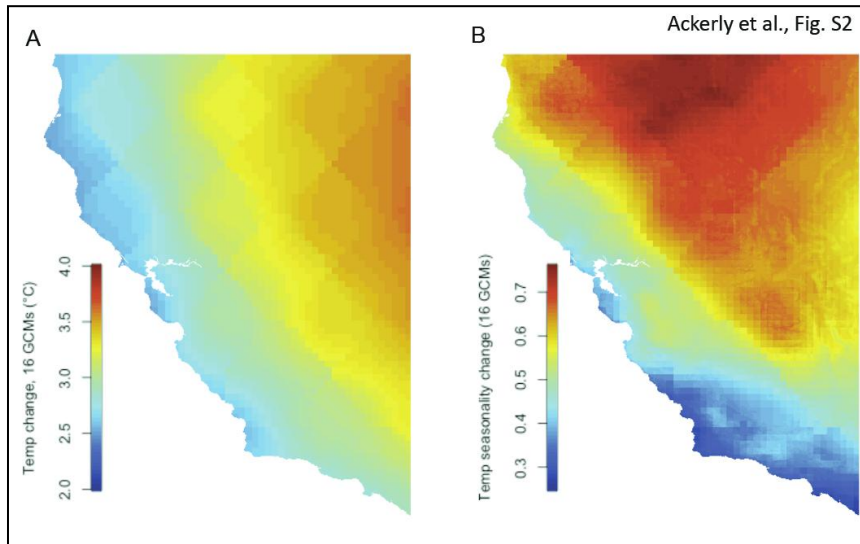 Ackerly et al., Fig. S2
A
B
Temp change, 16 GCMs (°C)
4.0
3.5
3.0
2.5
2.0
Temp seasonality change (16 GCMs)
0.7
0.6
0.5
0.4
0.3